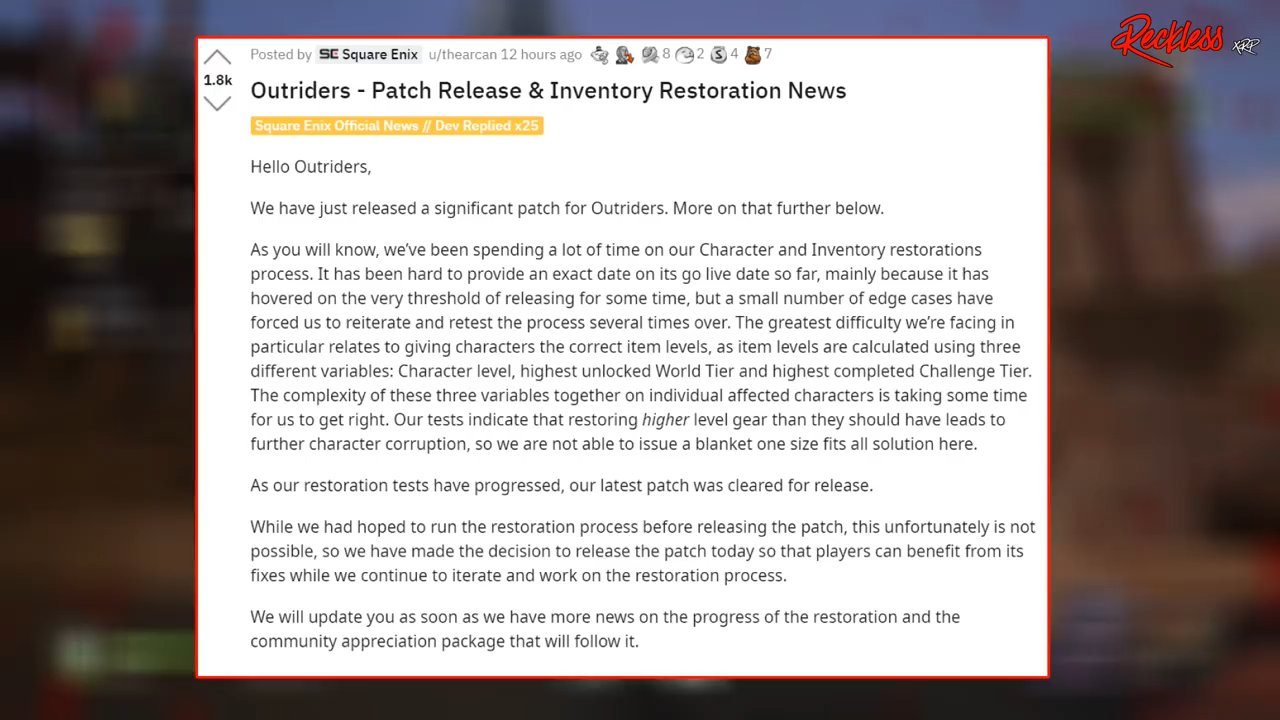 Reckless XRP
Posted by SE Square Enix u/thearcan 12 hours ago 8 2 S 4 7
1.8k
Outriders - Patch Release & Inventory Restoration News
Square Enix Official News // Dev Replied x25
Hello Outriders,
We have just released a significant patch for Outriders. More on that further below.
As you will know, we’ve been spending a lot of time on our Character and Inventory restorations
process. It has been hard to provide an exact date on its go live date so far, mainly because it has
hovered on the very threshold of releasing for some time, but a small number of edge cases have
forced us to reiterate and retest the process several times over. The greatest difficulty we’re facing in
particular relates to giving characters the correct item levels, as item levels are calculated using three
different variables: Character level, highest unlocked World Tier and highest completed Challenge Tier.
The complexity of these three variables together on individual affected characters is taking some time
for us to get right. Our tests indicate that restoring higher level gear than they should have leads to
further character corruption, so we are not able to issue a blanket one size fits all solution here.
As our restoration tests have progressed, our latest patch was cleared for release.
While we had hoped to run the restoration process before releasing the patch, this unfortunately is not
possible, so we have made the decision to release the patch today so that players can benefit from its
fixes while we continue to iterate and work on the restoration process.
We will update you as soon as we have more news on the progress of the restoration and the
community appreciation package that will follow it.